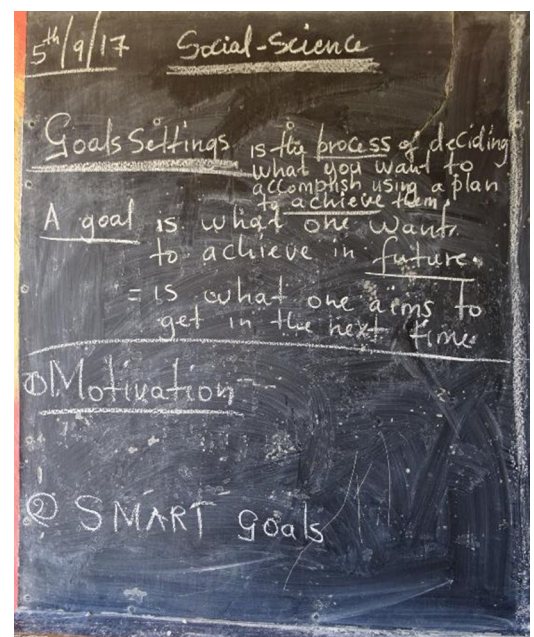 5th/9/17 Social-Science
Goals Settings is the process of deciding
what you want to
accomplish using a plan
to achieve them.
A goal is what one wants
to achieve in future.
= is what one aims to
get in the next time.
① Motivation
② SMART goals